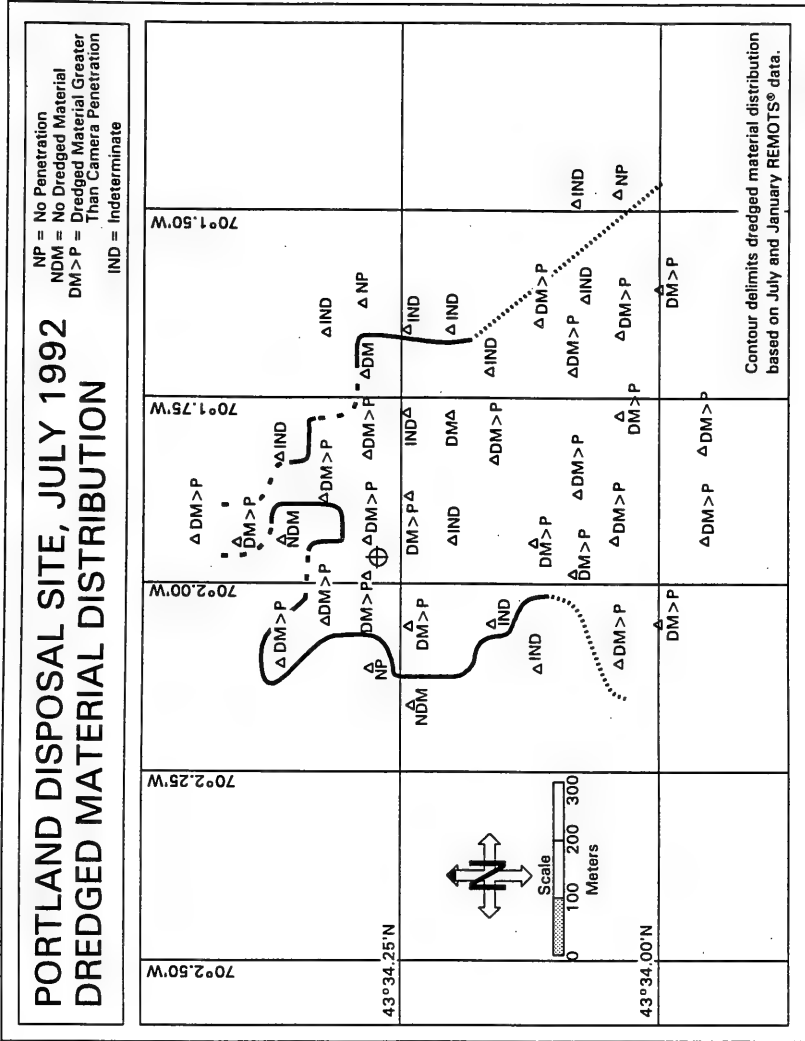 PORTLAND DISPOSAL SITE, JULY 1992
DREDGED MATERIAL DISTRIBUTION
NP = No Penetration
NDM = No Dredged Material
DM>P = Dredged Material Greater
Than Camera Penetration
IND = Indeterminate
70°2.50'W
70°2.25'W
70°2.00'W
70°1.75'W
70°1.50'W
DM>P
DM>P
DM>P
NDM
IND
DM>P
DM>P
IND
NP
DM>P
DM>P
DM>P
DM
NP
43°34.25'N
NDM
DM>P
DM>P
IND
IND
IND
DM
IND
N
IND
DM>P
IND
IND
DM>P
DM>P
Scale
0 100 200 300
Meters
DM>P
DM>P
DM>P
IND
IND
DM>P
DM>P
DM>P
DM>P
NP
43°34.00'N
DM>P
DM>P
DM>P
DM>P
Contour delimits dredged material distribution
based on July and January REMOTS® data.